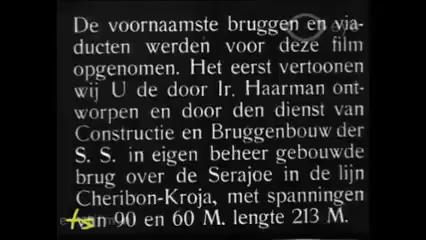 De voornaamste bruggen en via-
ducten werden voor deze film
opgenomen. Het eerst vertoonen
wij U de door Ir. Haarman ont-
worpen en door den dienst van
Constructie en Bruggenbouw der
S. S. in eigen beheer gebouwde
brug over de Serajoe in de lijn
Cheribon-Kroja, met spanningen
van 90 en 60 M. lengte 213 M.